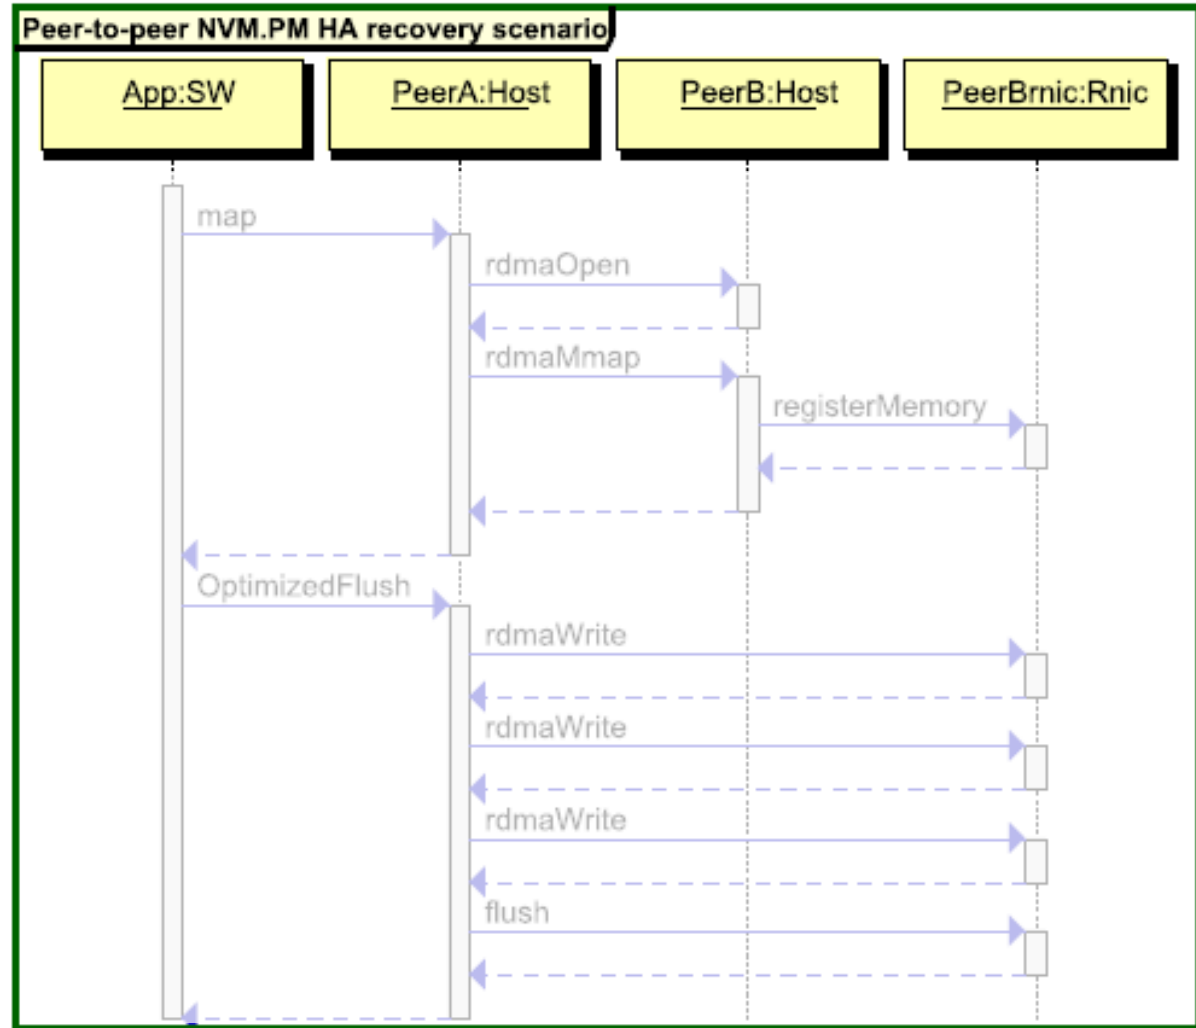 Peer-to-peer NVM.PM HA recovery scenario
App:SW PeerA:Host PeerB:Host PeerBrnic:Rnic
map
rdmaOpen
rdmaMmap
registerMemory
OptimizedFlush
rdmaWrite
rdmaWrite
rdmaWrite
flush